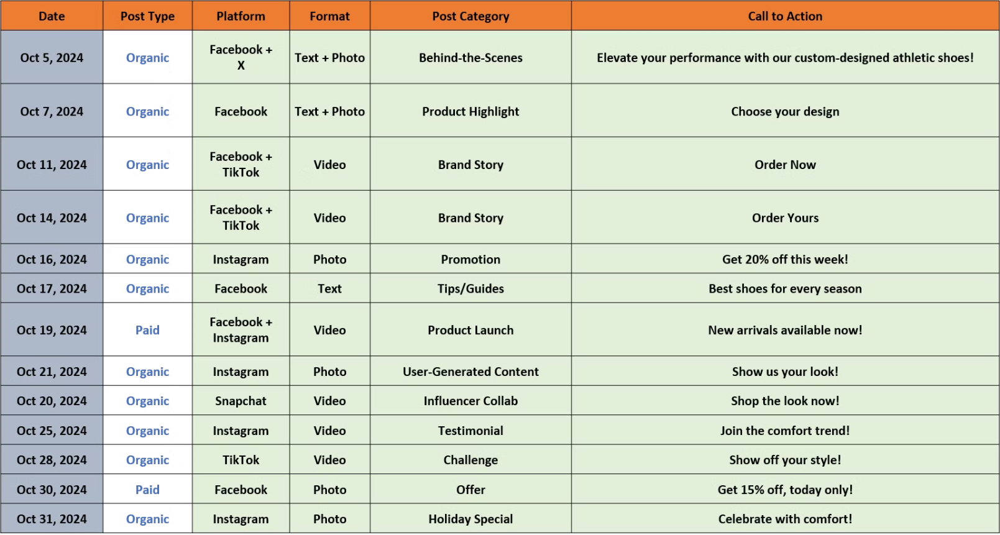 Date Post Type Platform Format Post Category Call to Action
Oct 5, 2024 Organic Facebook + X Text + Photo Behind-the-Scenes Elevate your performance with our custom-designed athletic shoes!
Oct 7, 2024 Organic Facebook Text + Photo Product Highlight Choose your design
Oct 11, 2024 Organic Facebook + TikTok Video Brand Story Order Now
Oct 14, 2024 Organic Facebook + TikTok Video Brand Story Order Yours
Oct 16, 2024 Organic Instagram Photo Promotion Get 20% off this week!
Oct 17, 2024 Organic Facebook Text Tips/Guides Best shoes for every season
Oct 19, 2024 Paid Facebook + Instagram Video Product Launch New arrivals available now!
Oct 21, 2024 Organic Instagram Photo User-Generated Content Show us your look!
Oct 20, 2024 Organic Snapchat Video Influencer Collab Shop the look now!
Oct 25, 2024 Organic Instagram Video Testimonial Join the comfort trend!
Oct 28, 2024 Organic TikTok Video Challenge Show off your style!
Oct 30, 2024 Paid Facebook Photo Offer Get 15% off, today only!
Oct 31, 2024 Organic Instagram Photo Holiday Special Celebrate with comfort!